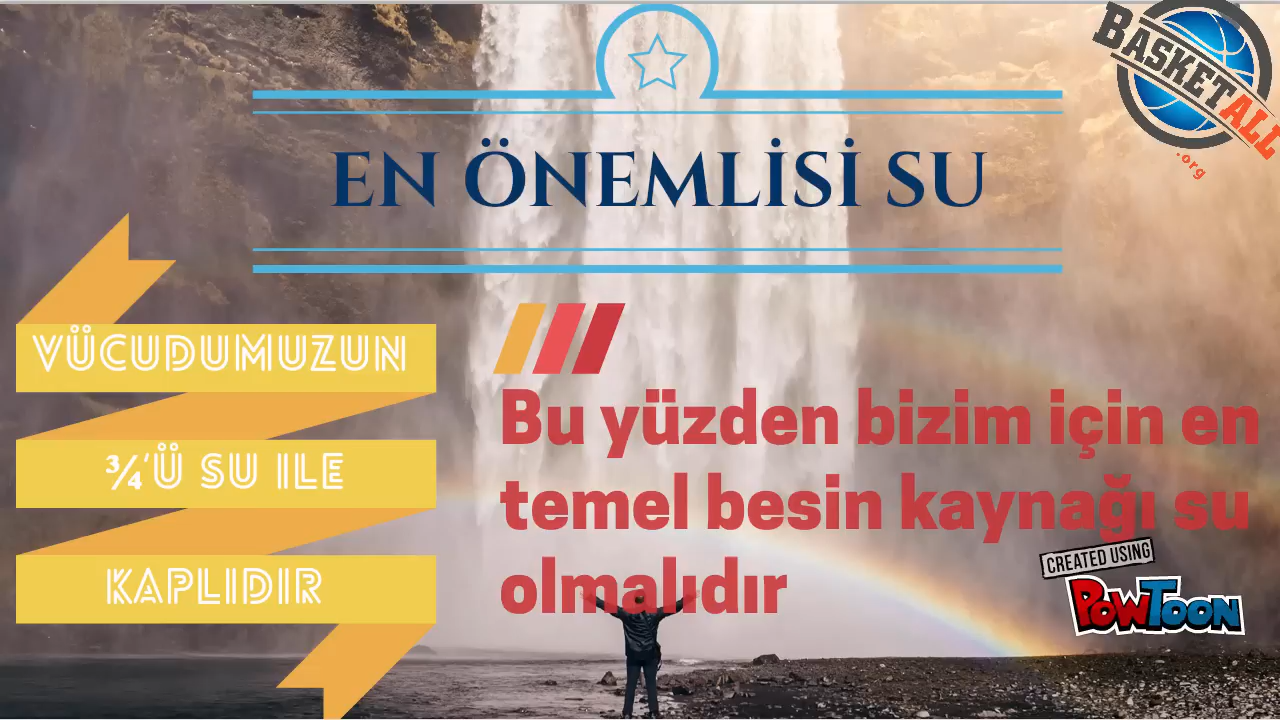 BASKETALL
.org
EN ÖNEMLİSİ SU
VÜCUDUMUZUN
¾'Ü SU ILE
KAPLIDIR
Bu yüzden bizim için en
temel besin kaynağı su
olmalıdır
CREATED USING
POWTOON